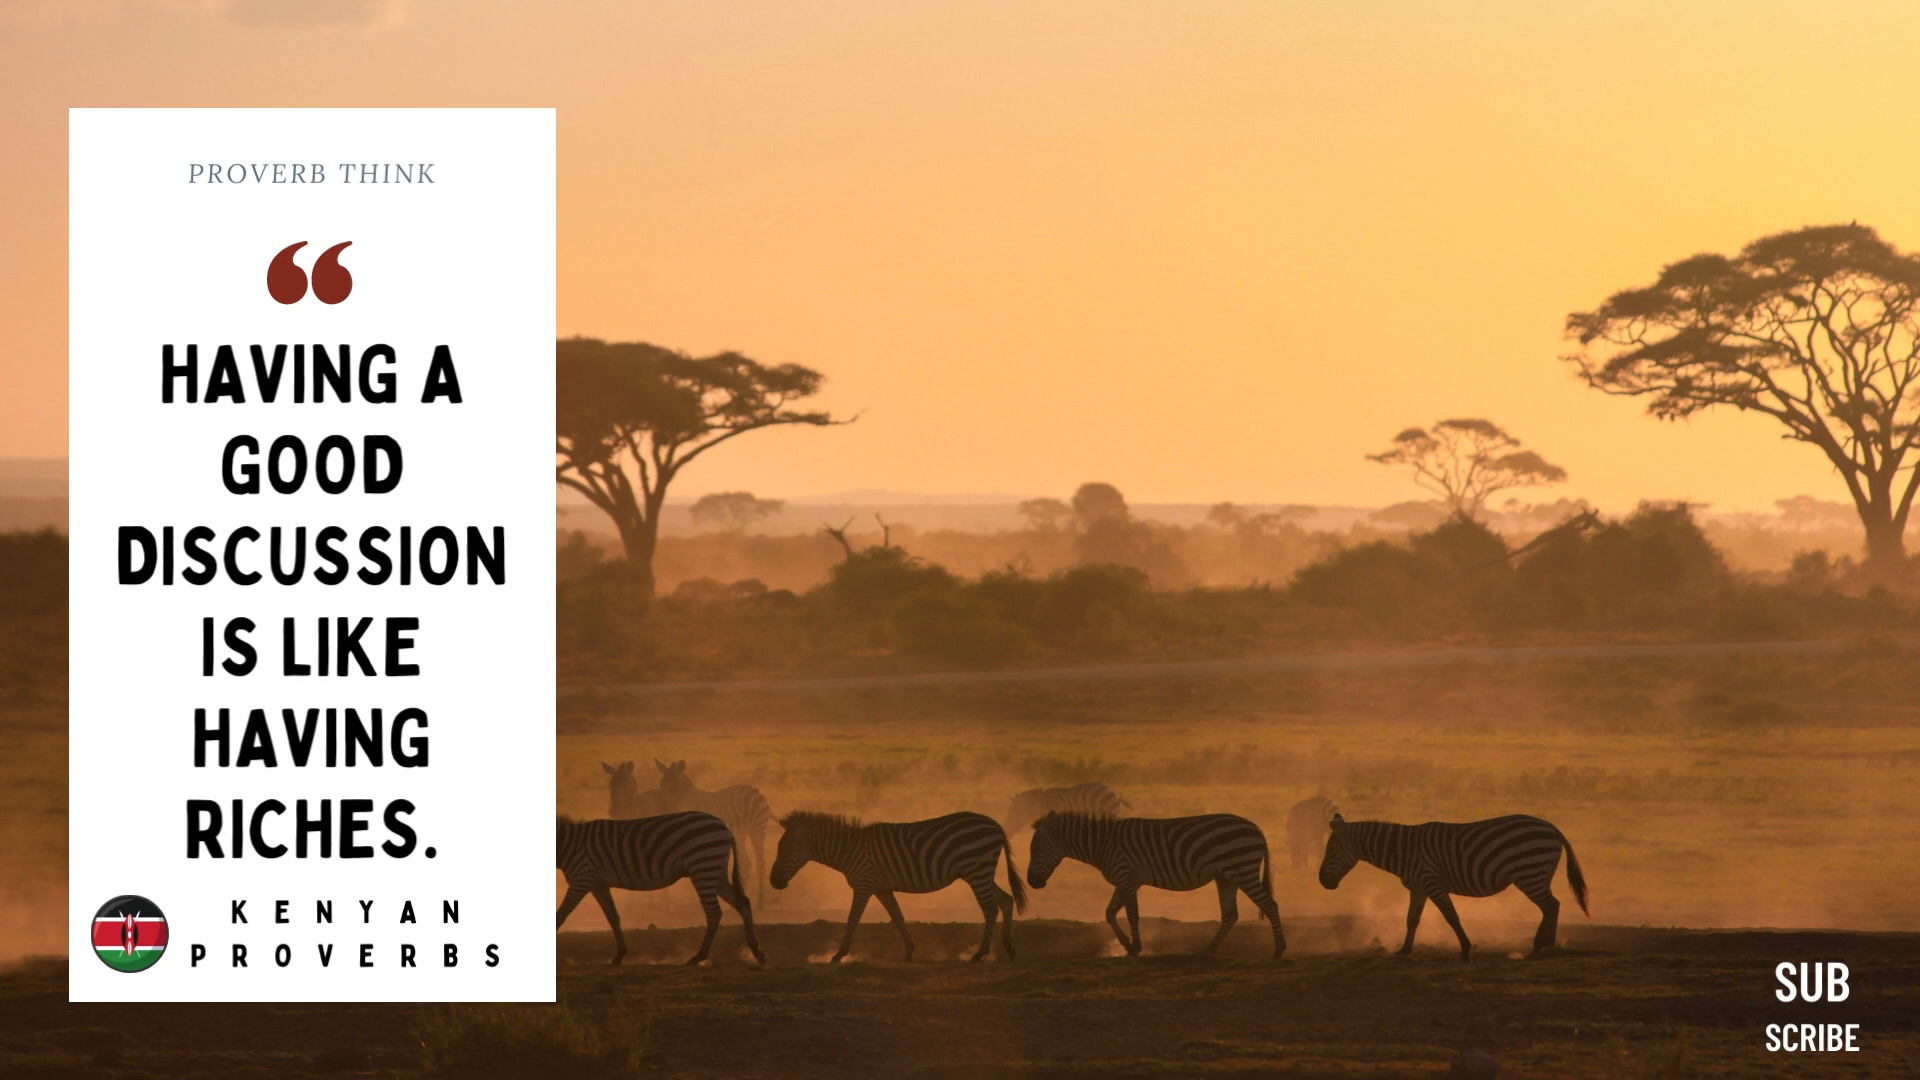 PROVERB THINK
“
HAVING A
GOOD
DISCUSSION
IS LIKE
HAVING
RICHES.
KENYAN
PROVERBS
SUB
SCRIBE